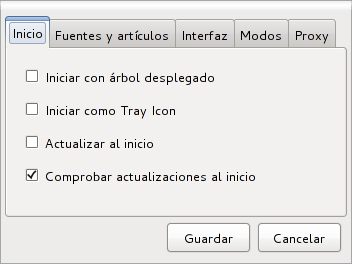 Inicio Fuentes y artículos Interfaz Modos Proxy
Iniciar con árbol desplegado
Iniciar como Tray Icon
Actualizar al inicio
Comprobar actualizaciones al inicio
Guardar Cancelar